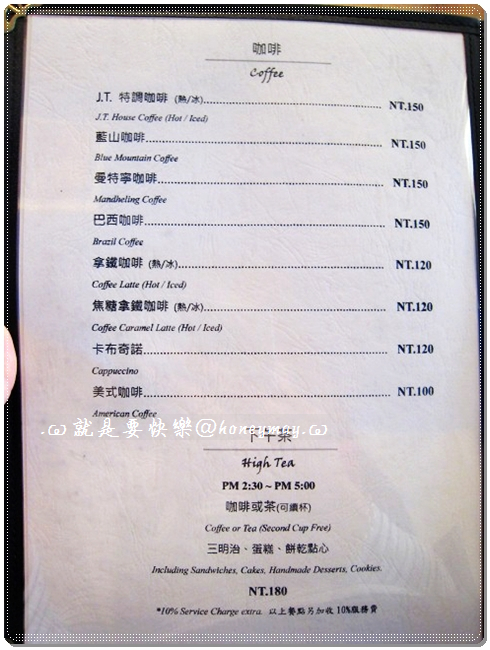 咖啡
Coffee
J.T. 特調咖啡 (熱/冰)........ NT.150
J.T. House Coffee (Hot / Iced)
藍山咖啡........ NT.150
Blue Mountain Coffee
曼特寧咖啡........ NT.150
Mandheling Coffee
巴西咖啡........ NT.150
Brazil Coffee
拿鐵咖啡 (熱/冰)........ NT.120
Coffee Latte (Hot / Iced)
焦糖拿鐵咖啡 (熱/冰)........ NT.120
Coffee Caramel Latte (Hot / Iced)
卡布奇諾........ NT.120
Cappuccino
美式咖啡........ NT.100
American Coffee
.ω 就是要快樂@honeymoy.ω
下午茶
High Tea
PM 2:30 ~ PM 5:00
咖啡或茶(可續杯)
Coffee or Tea (Second Cup Free)
三明治、蛋糕、餅乾點心
Including Sandwiches, Cakes, Handmade Desserts, Cookies.
NT.180
*10% Service Charge extra. 以上餐點另加收 10%服務費